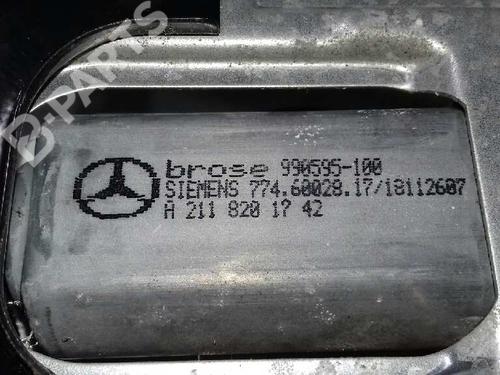 B-PARTS
brose 990595-100
SIEMENS 774.60028.17/18112607
A 211 820 17 42